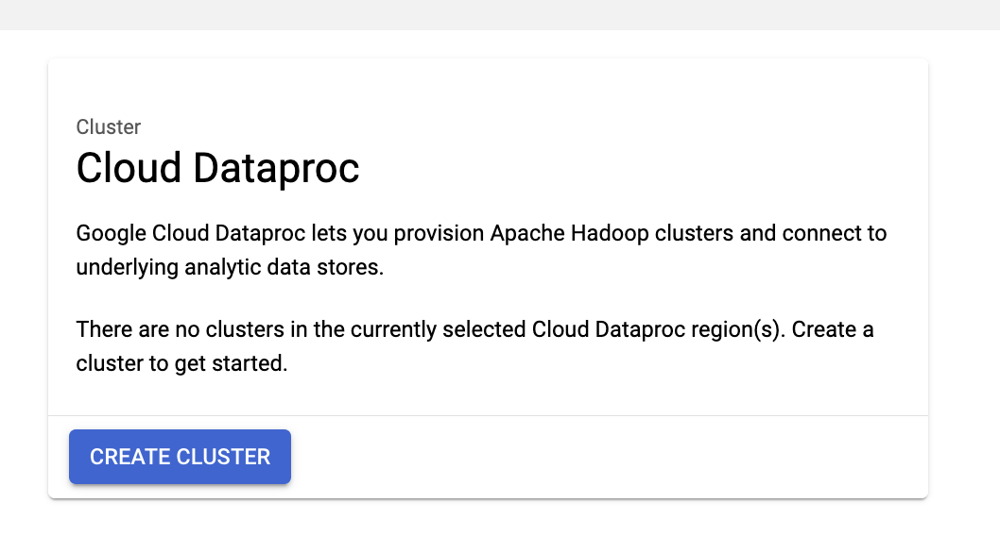 Cluster
Cloud Dataproc
Google Cloud Dataproc lets you provision Apache Hadoop clusters and connect to
underlying analytic data stores.
There are no clusters in the currently selected Cloud Dataproc region(s). Create a
cluster to get started.
CREATE CLUSTER